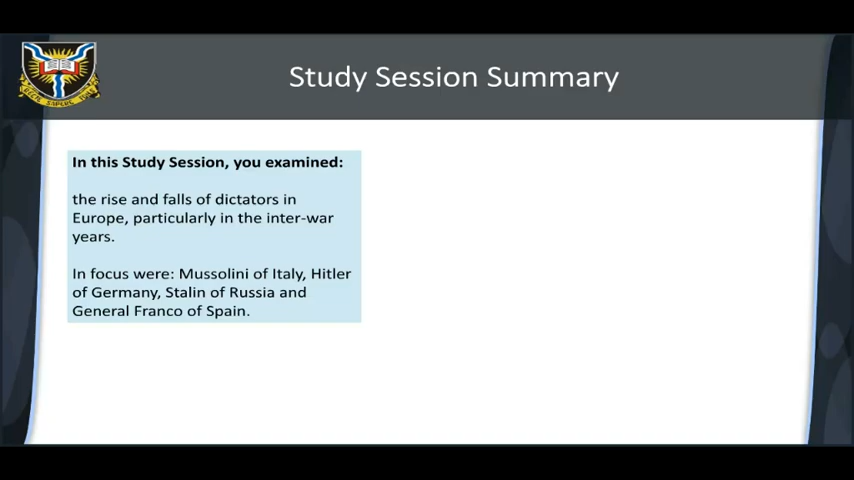 Study Session Summary
In this Study Session, you examined:
the rise and falls of dictators in
Europe, particularly in the inter-war
years.
In focus were: Mussolini of Italy, Hitler
of Germany, Stalin of Russia and
General Franco of Spain.